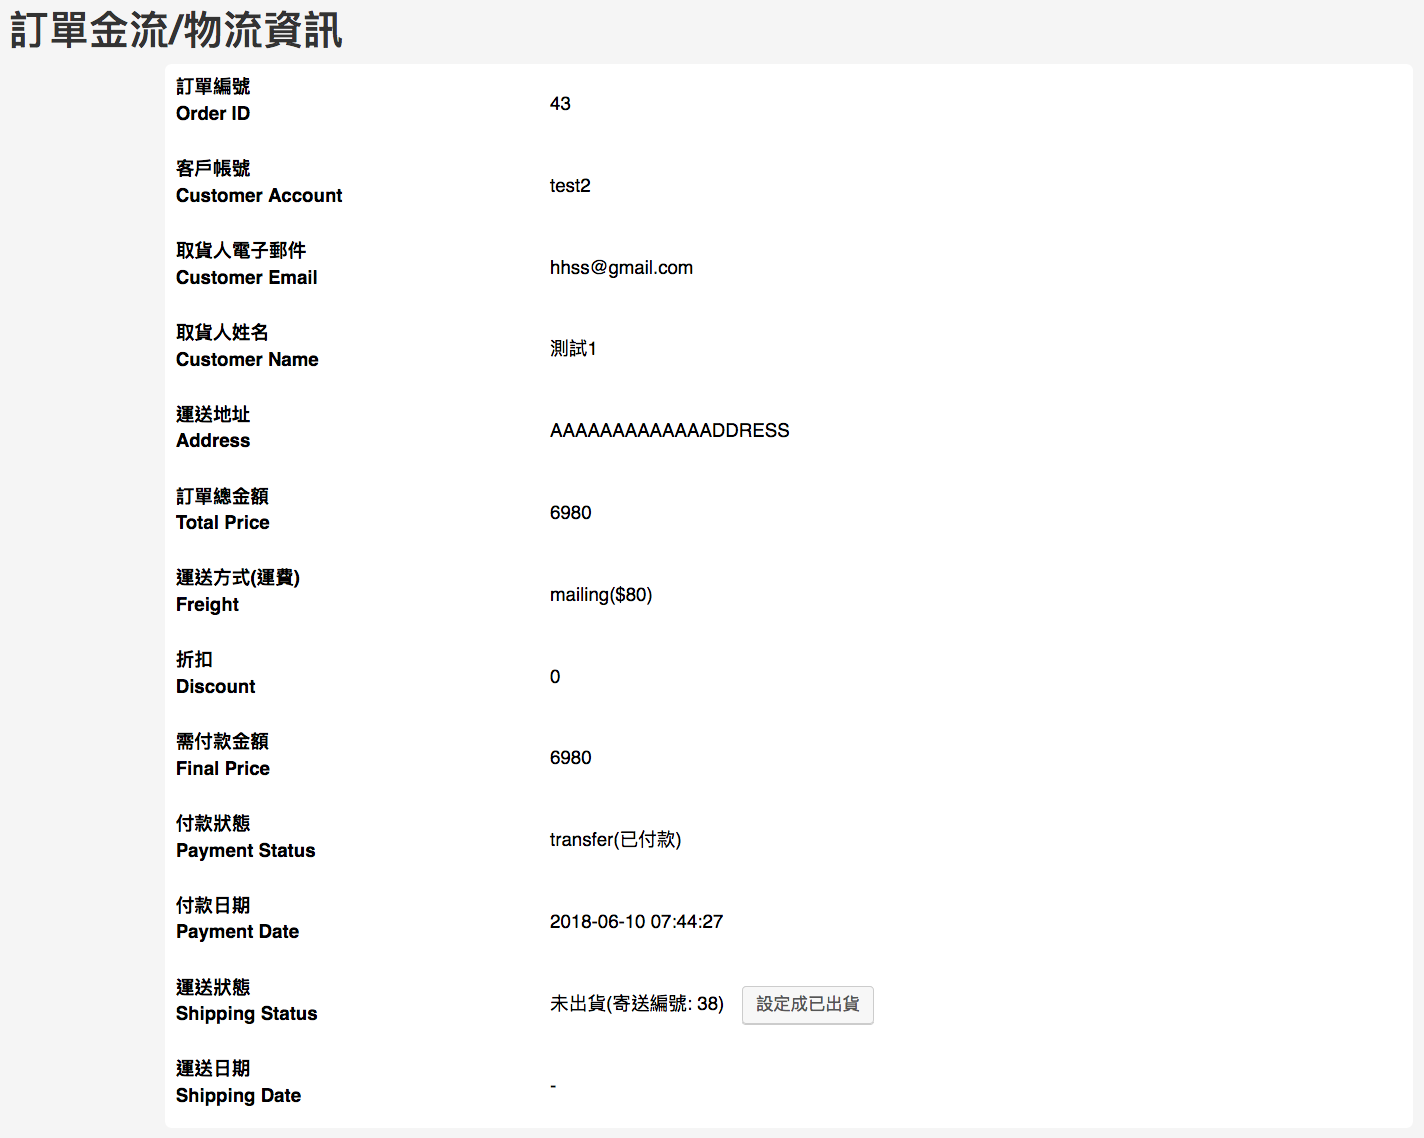 訂單金流/物流資訊
訂單編號
Order ID
43
客戶帳號
Customer Account
test2
取貨人電子郵件
Customer Email
hhss@gmail.com
取貨人姓名
Customer Name
測試1
運送地址
Address
AAAAAAAAAAAAADDRESS
訂單總金額
Total Price
6980
運送方式(運費)
Freight
mailing($80)
折扣
Discount
0
需付款金額
Final Price
6980
付款狀態
Payment Status
transfer(已付款)
付款日期
Payment Date
2018-06-10 07:44:27
運送狀態
Shipping Status
未出貨(寄送編號: 38) 設定成已出貨
運送日期
Shipping Date
-